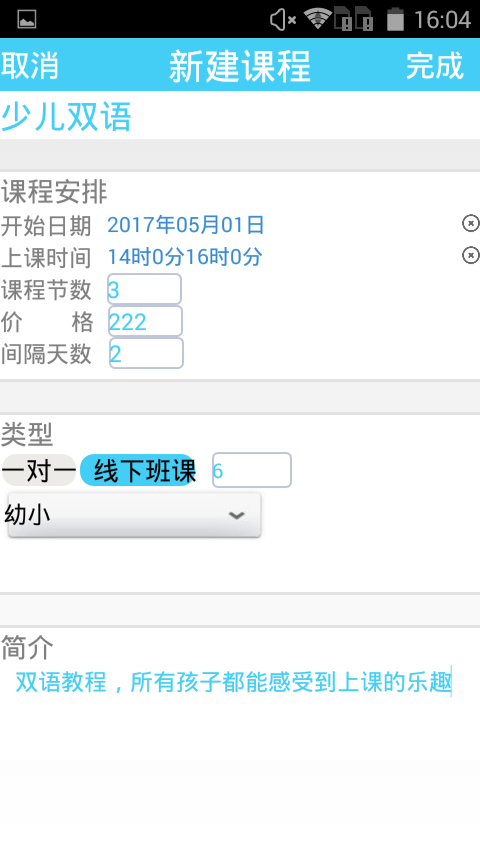 16:04
取消 新建课程 完成
少儿双语
课程安排
开始日期 2017年05月01日
上课时间 14时0分16时0分
课程节数 3
价 格 222
间隔天数 2
类型
一对一 线下班课 6
幼小
简介
双语教程，所有孩子都能感受到上课的乐趣